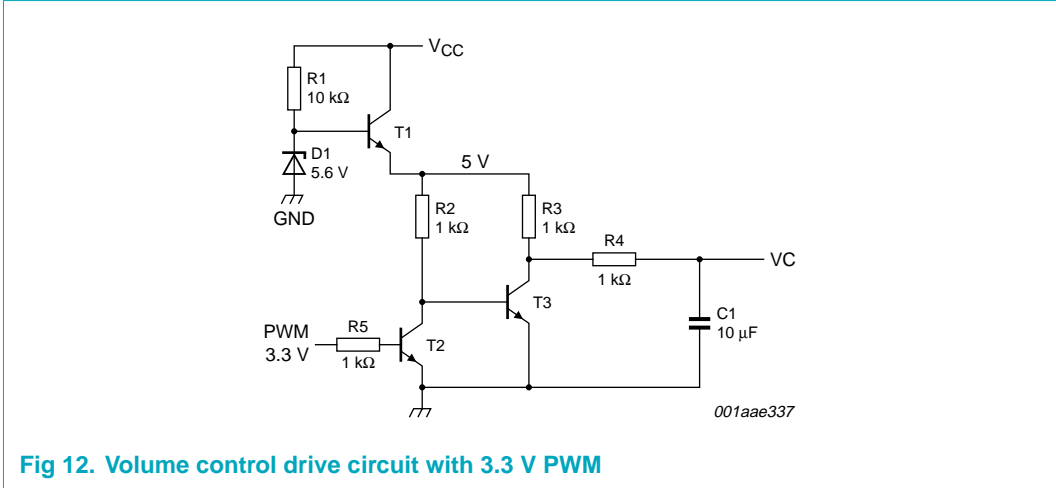 V_CC
R1
10 kΩ
T1
D1
5.6 V
GND
5 V
R2
1 kΩ
R3
1 kΩ
R4
1 kΩ
VC
T3
C1
10 μF
PWM
3.3 V
R5
1 kΩ
T2
001aae337
Fig 12. Volume control drive circuit with 3.3 V PWM